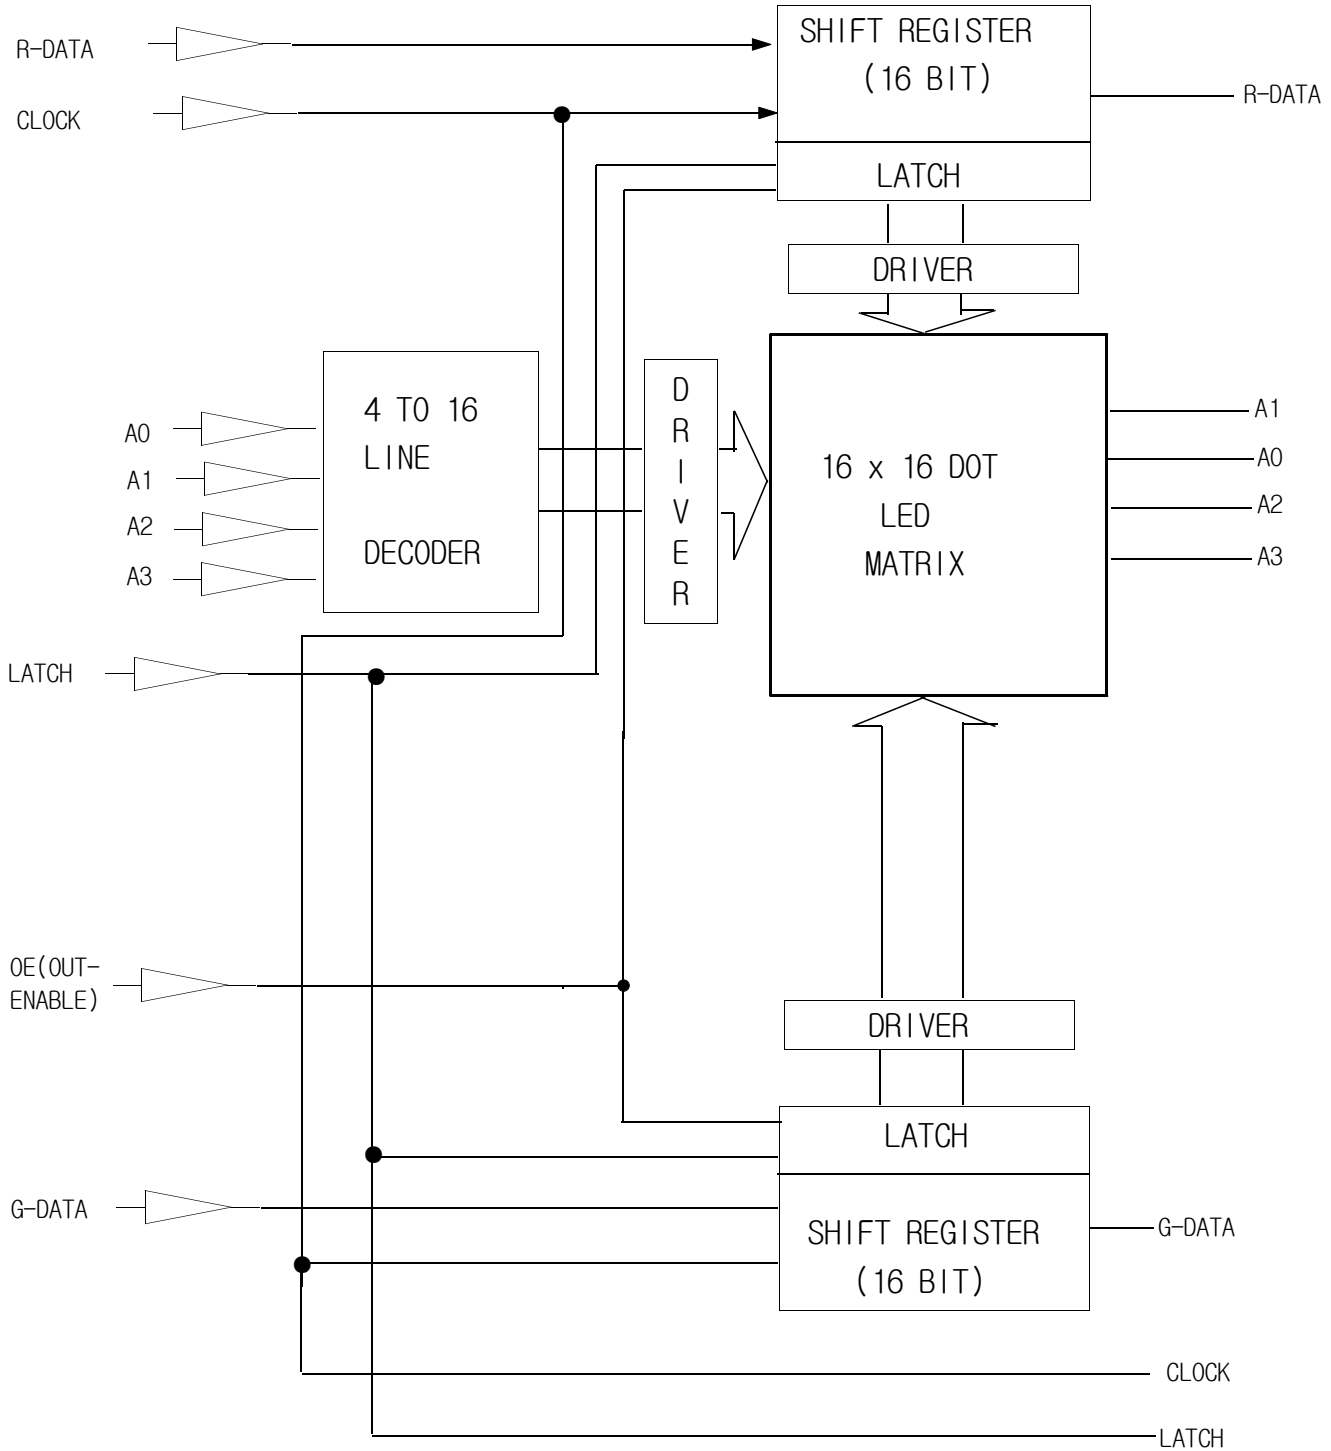 R-DATA
CLOCK
SHIFT REGISTER
(16 BIT)
LATCH
R-DATA
DRIVER
4 TO 16
LINE
DECODER
A0
A1
A2
A3
D
R
I
V
E
R
16 x 16 DOT
LED
MATRIX
A1
A0
A2
A3
LATCH
OE(OUT-
ENABLE)
DRIVER
LATCH
G-DATA
SHIFT REGISTER
(16 BIT)
G-DATA
CLOCK
LATCH